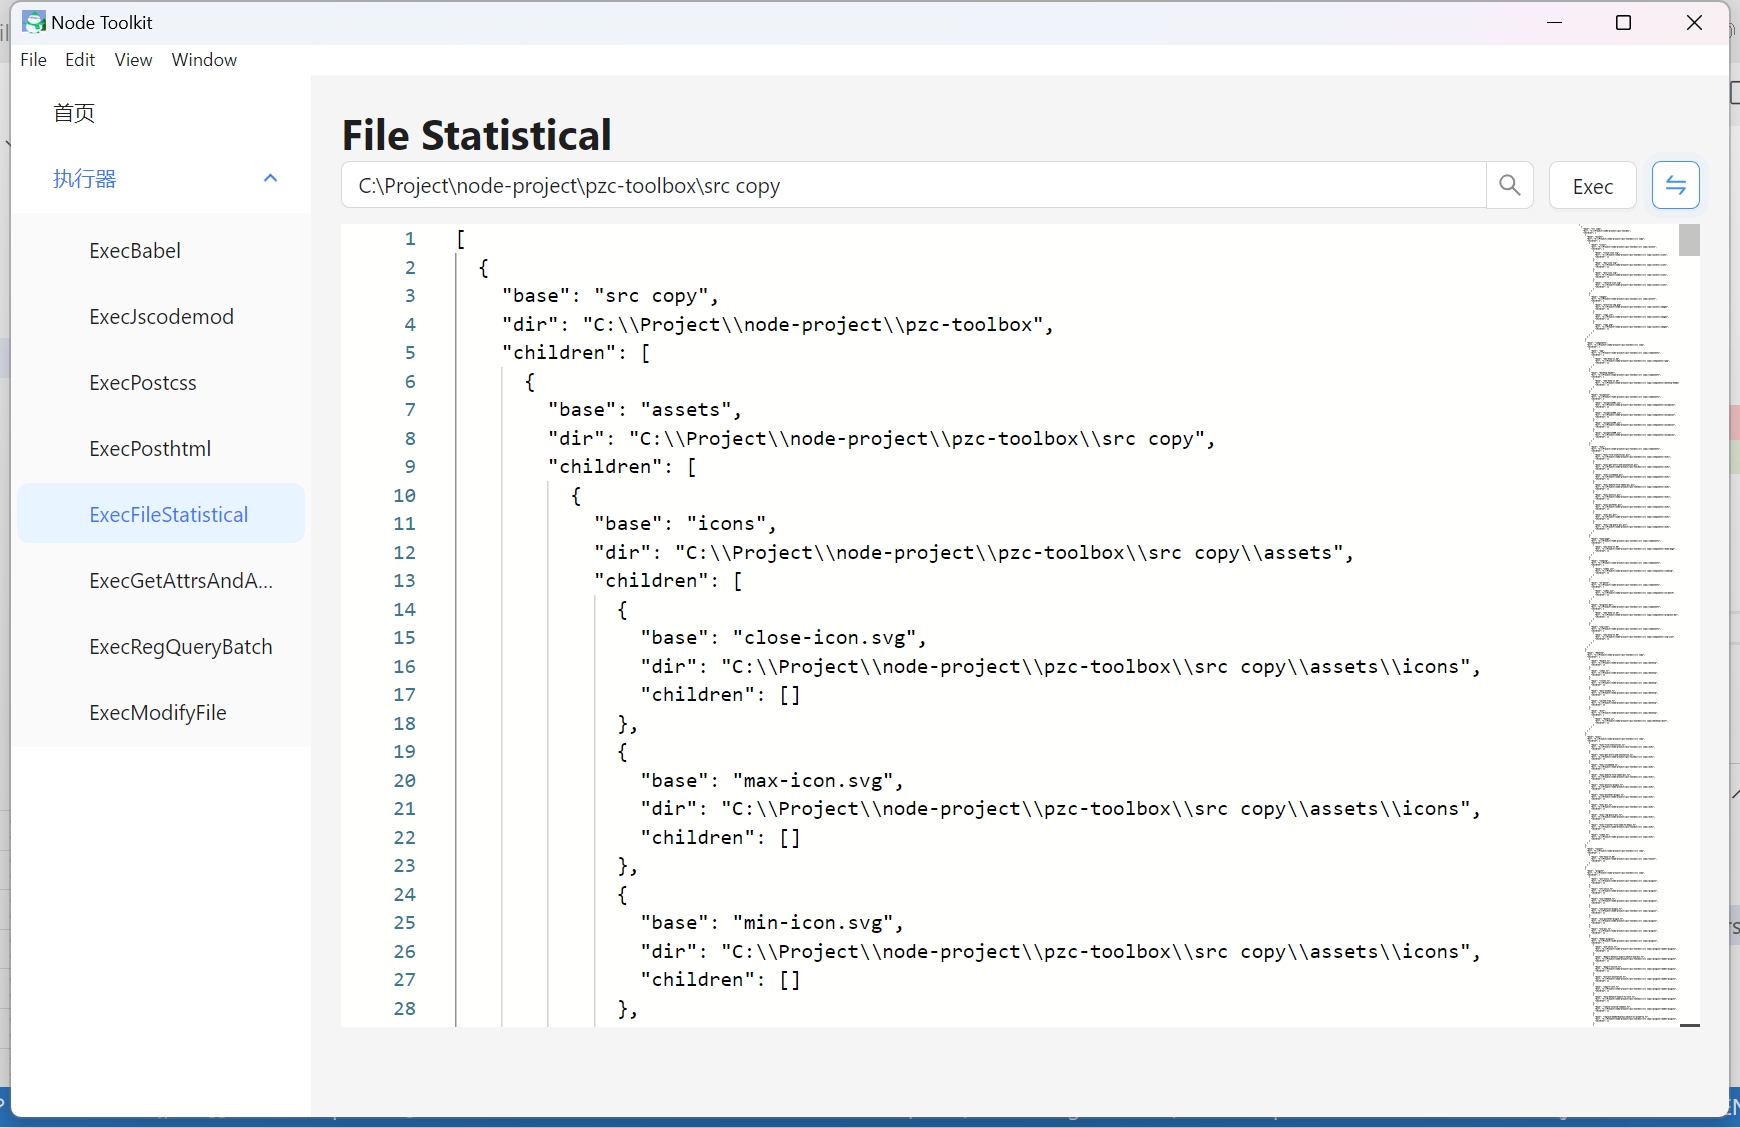 Node Toolkit
File Edit View Window
首页
执行器
ExecBabel
ExecJscodemod
ExecPostcss
ExecPosthtml
ExecFileStatistical
ExecGetAttrsAndA...
ExecRegQueryBatch
ExecModifyFile
File Statistical
C:\Project\node-project\pzc-toolbox\src copy
Exec
1 [
2 {
3 "base": "src copy",
4 "dir": "C:\\Project\\node-project\\pzc-toolbox",
5 "children": [
6 {
7 "base": "assets",
8 "dir": "C:\\Project\\node-project\\pzc-toolbox\\src copy",
9 "children": [
10 {
11 "base": "icons",
12 "dir": "C:\\Project\\node-project\\pzc-toolbox\\src copy\\assets",
13 "children": [
14 {
15 "base": "close-icon.svg",
16 "dir": "C:\\Project\\node-project\\pzc-toolbox\\src copy\\assets\\icons",
17 "children": []
18 },
19 {
20 "base": "max-icon.svg",
21 "dir": "C:\\Project\\node-project\\pzc-toolbox\\src copy\\assets\\icons",
22 "children": []
23 },
24 {
25 "base": "min-icon.svg",
26 "dir": "C:\\Project\\node-project\\pzc-toolbox\\src copy\\assets\\icons",
27 "children": []
28 },